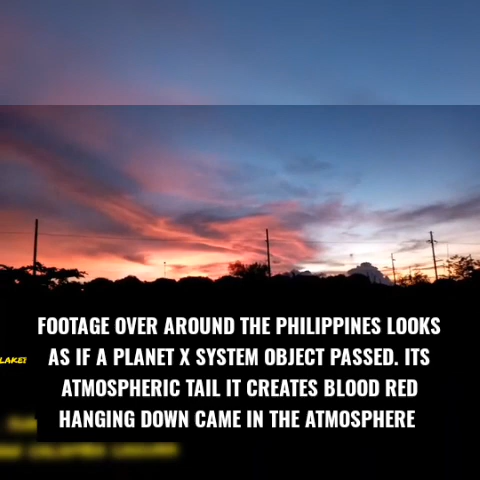 FOOTAGE OVER AROUND THE PHILIPPINES LOOKS
AS IF A PLANET X SYSTEM OBJECT PASSED. ITS
ATMOSPHERIC TAIL IT CREATES BLOOD RED
HANGING DOWN CAME IN THE ATMOSPHERE